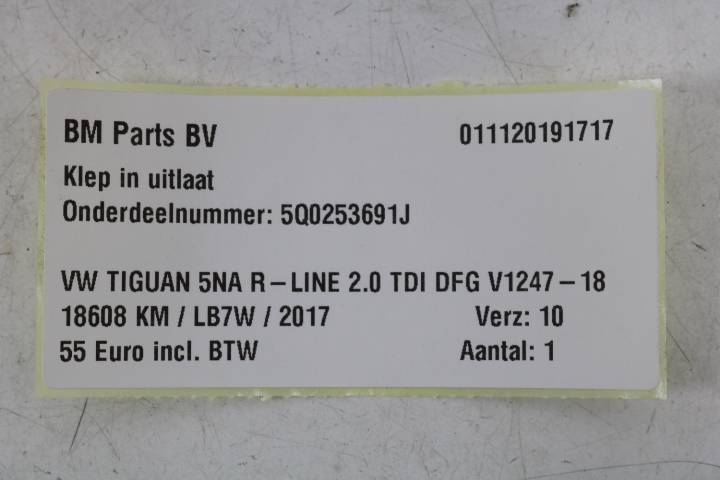 BM Parts BV 011120191717
Klep in uitlaat
Onderdeelnummer: 5Q0253691J
VW TIGUAN 5NA R-LINE 2.0 TDI DFG V1247-18
18608 KM / LB7W / 2017 Verz: 10
55 Euro incl. BTW Aantal: 1